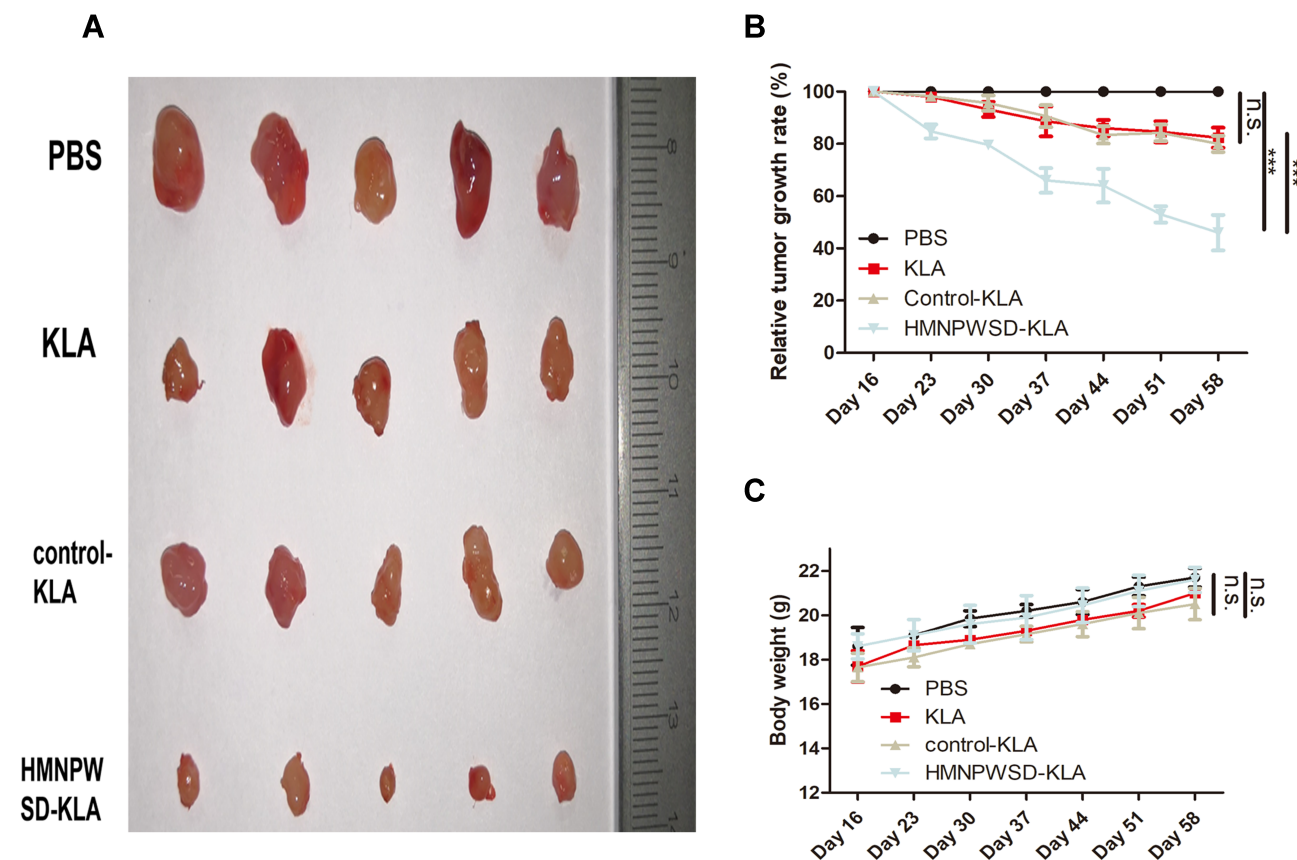 A
PBS
KLA
control-
KLA
HMNPW
SD-KLA
8
9
10
11
12
13
B
Relative tumor growth rate (%)
100
80
60
40
20
0
PBS
KLA
Control-KLA
HMNPWSD-KLA
n.s.
***
***
Day 16
Day 23
Day 30
Day 37
Day 44
Day 51
Day 58
C
Body weight (g)
22
20
18
16
14
12
PBS
KLA
control-KLA
HMNPWSD-KLA
n.s.
n.s.
Day 16
Day 23
Day 30
Day 37
Day 44
Day 51
Day 58